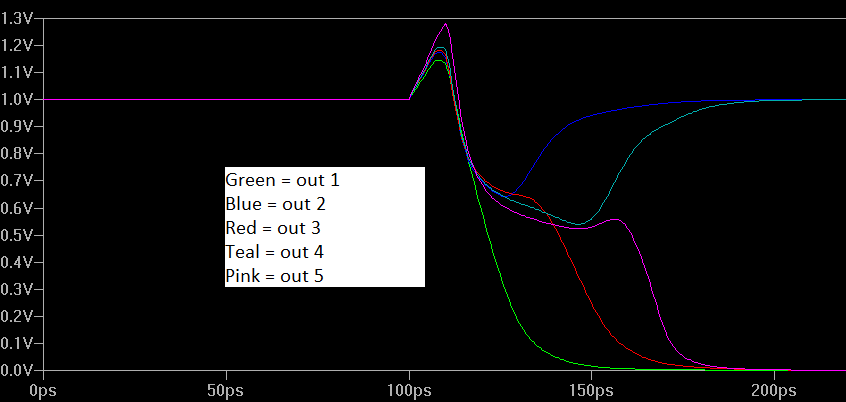 1.3V
1.2V
1.1V
1.0V
0.9V
0.8V
0.7V
0.6V
0.5V
0.4V
0.3V
0.2V
0.1V
0.0V
Green = out 1
Blue = out 2
Red = out 3
Teal = out 4
Pink = out 5
0ps 50ps 100ps 150ps 200ps